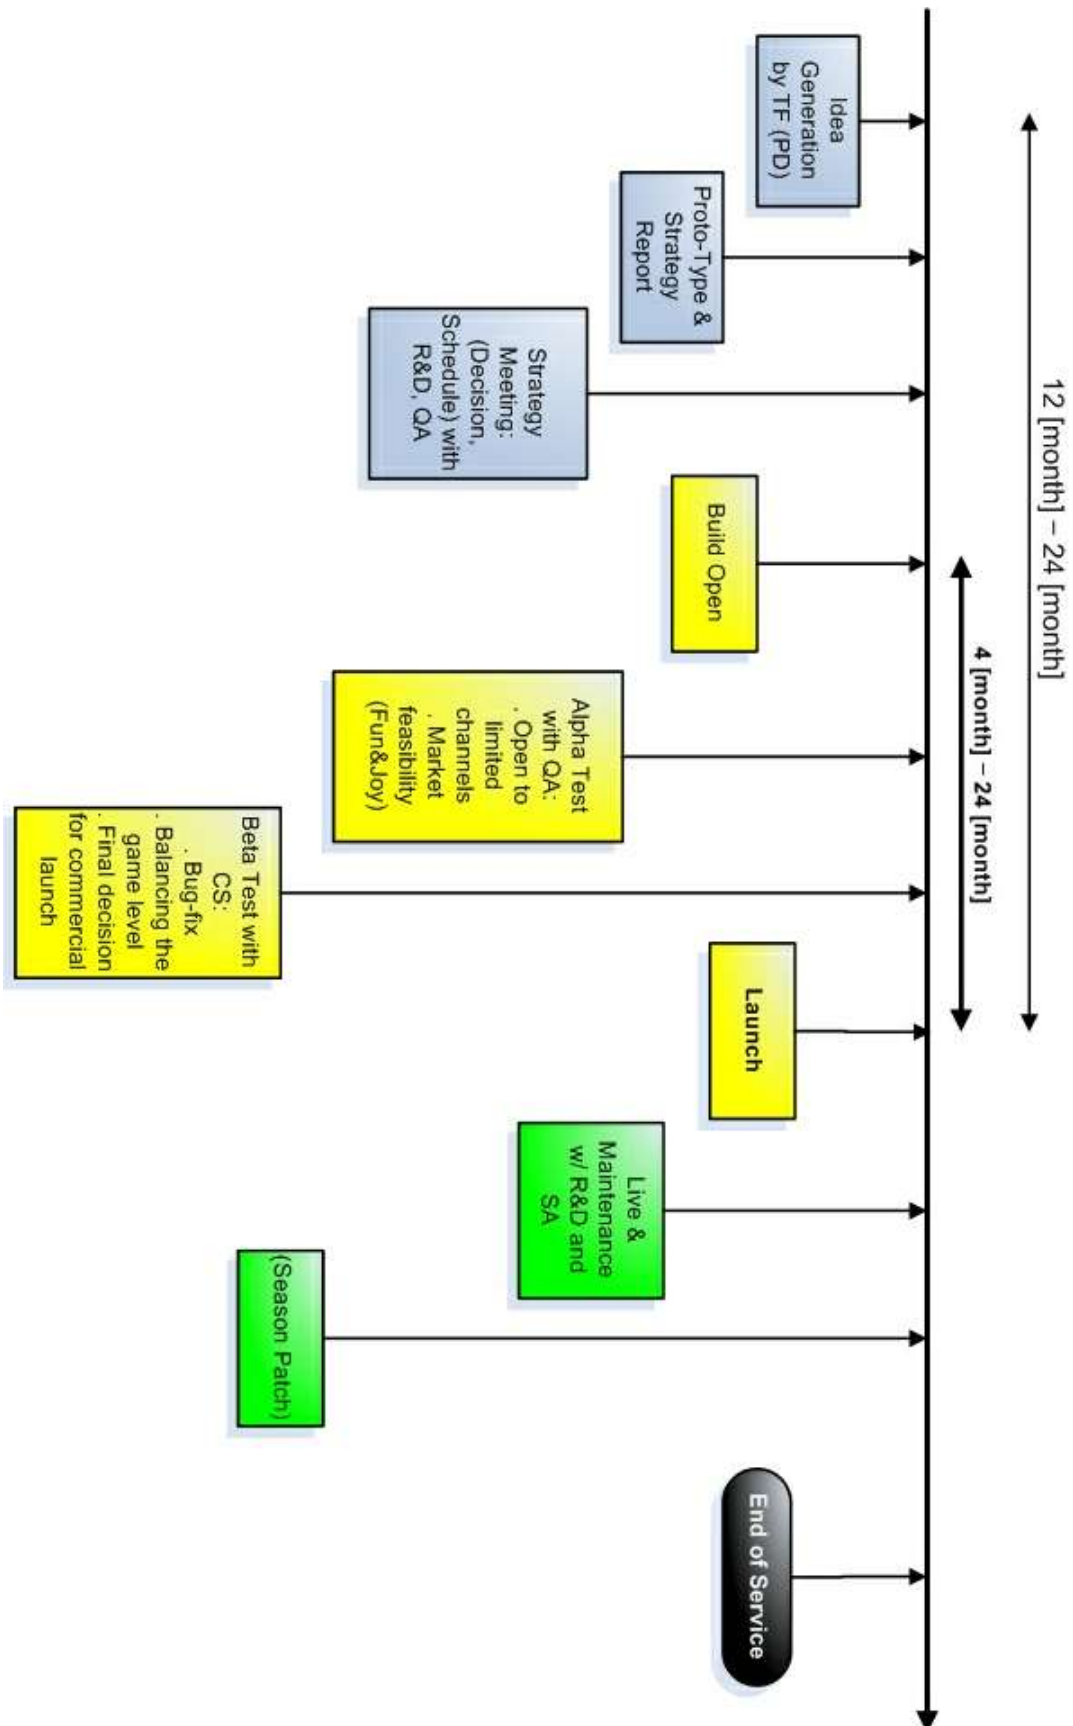 12 [month] – 24 [month]
4 [month] – 24 [month]
Idea
Generation
by TF (PD)
Proto-Type &
Strategy
Report
Strategy
Meeting:
(Decision,
Schedule) with
R&D, QA
Build Open
Alpha Test
with QA:
. Open to
limited
channels
. Market
feasibility
(Fun&Joy)
Beta Test with
CS:
. Bug-fix
. Balancing the
game level
. Final decision
for commercial
launch
Launch
Live &
Maintenance
w/ R&D and
SA
(Season Patch)
End of Service